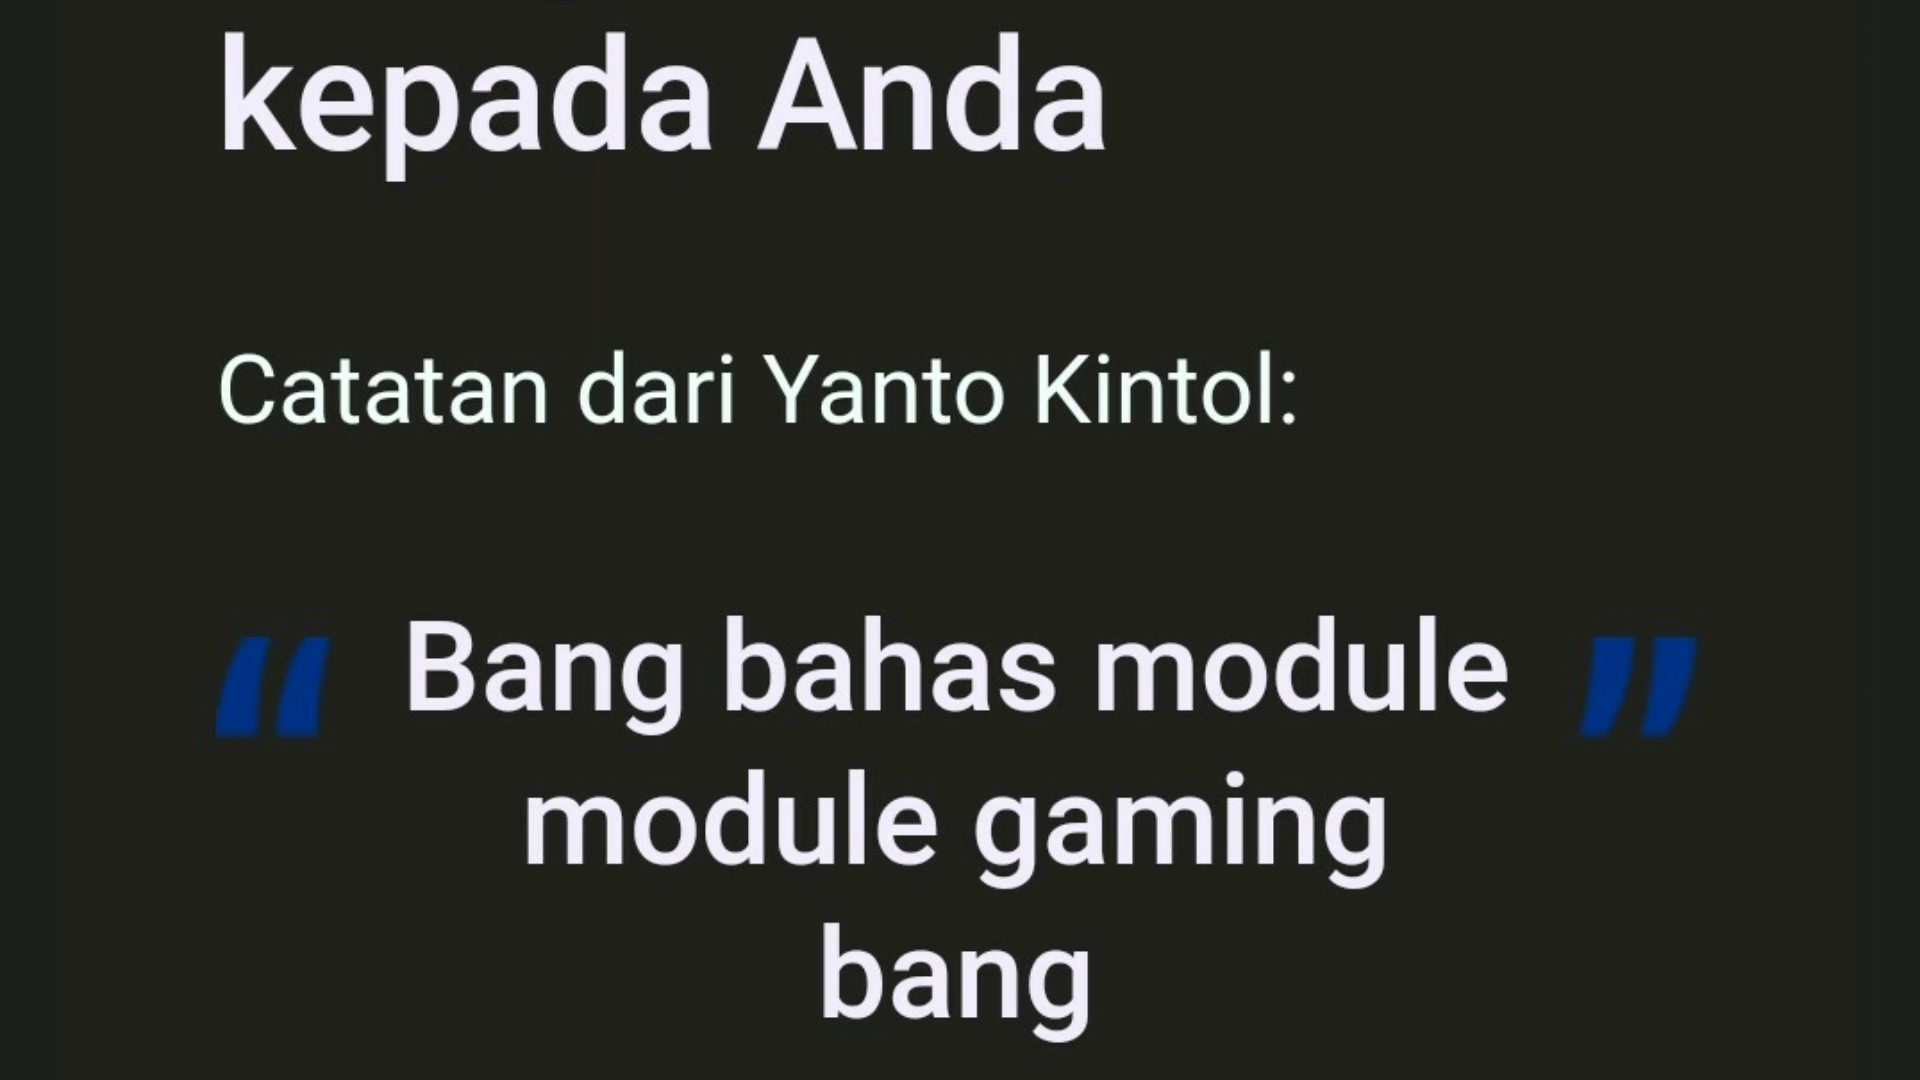 kepada Anda
Catatan dari Yanto Kintol:
“ Bang bahas module ”
module gaming
bang